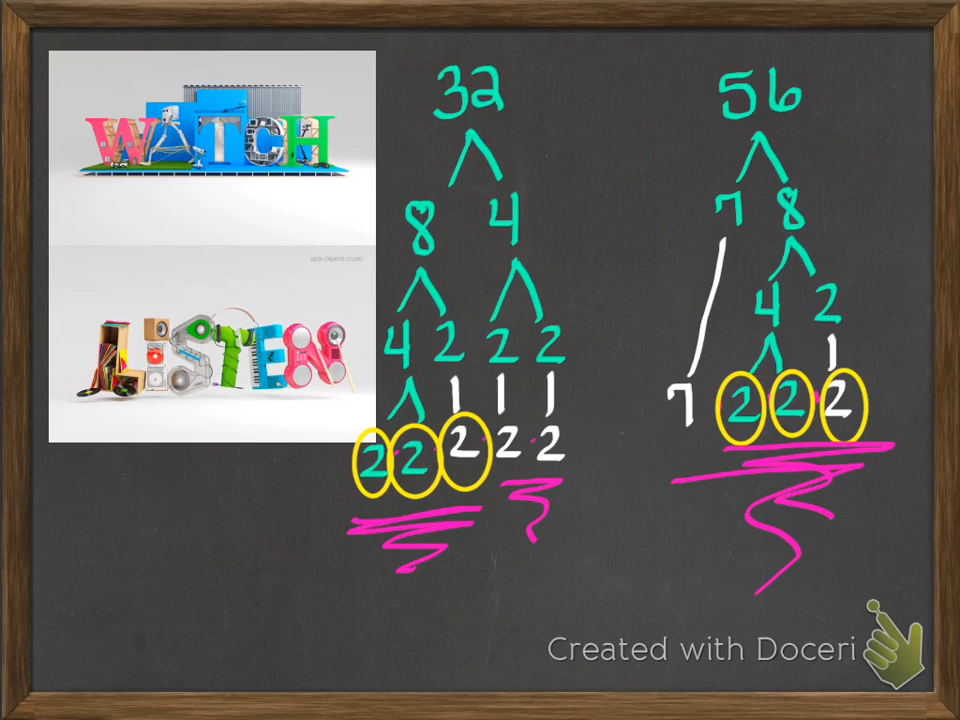 WATCH
XBOX CREATIVE STUDIO
LISTEN
32
8 4
4 2 2 2
2 · 2 · 2 · 2 · 2
56
7 8
4 2
7 · 2 · 2 · 2
Created with Doceri